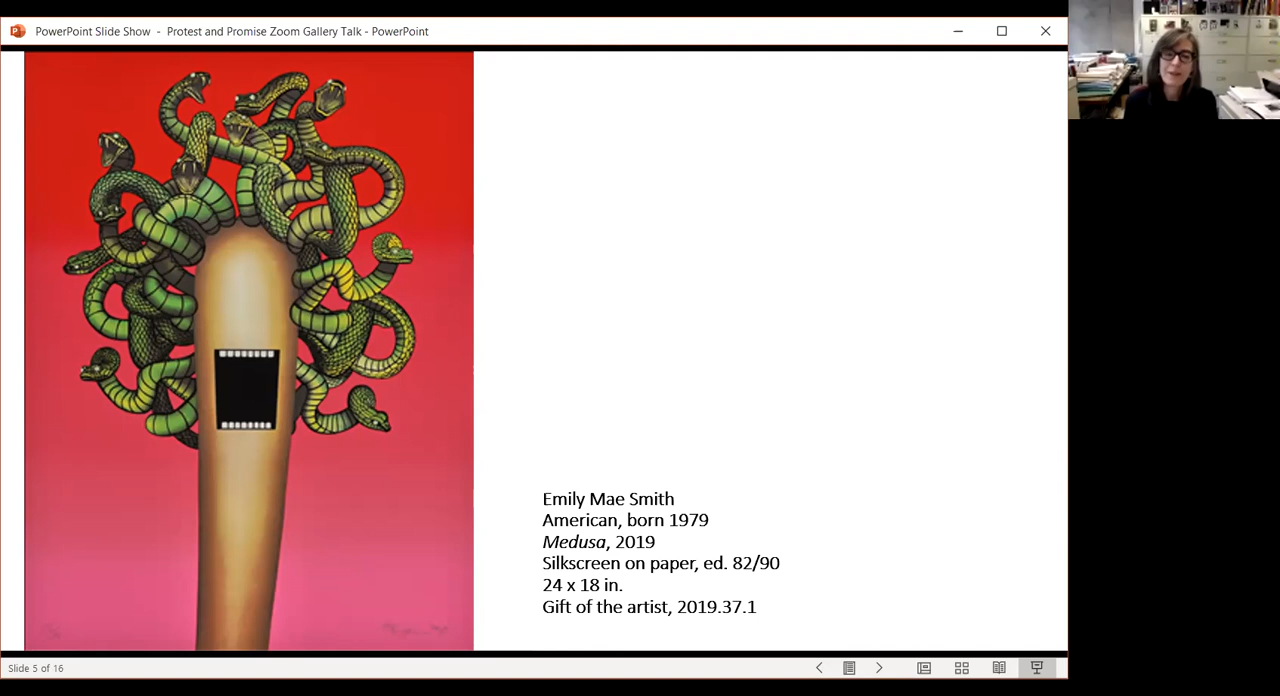 PowerPoint Slide Show - Protest and Promise Zoom Gallery Talk - PowerPoint
Emily Mae Smith
American, born 1979
Medusa, 2019
Silkscreen on paper, ed. 82/90
24 x 18 in.
Gift of the artist, 2019.37.1
Slide 5 of 16